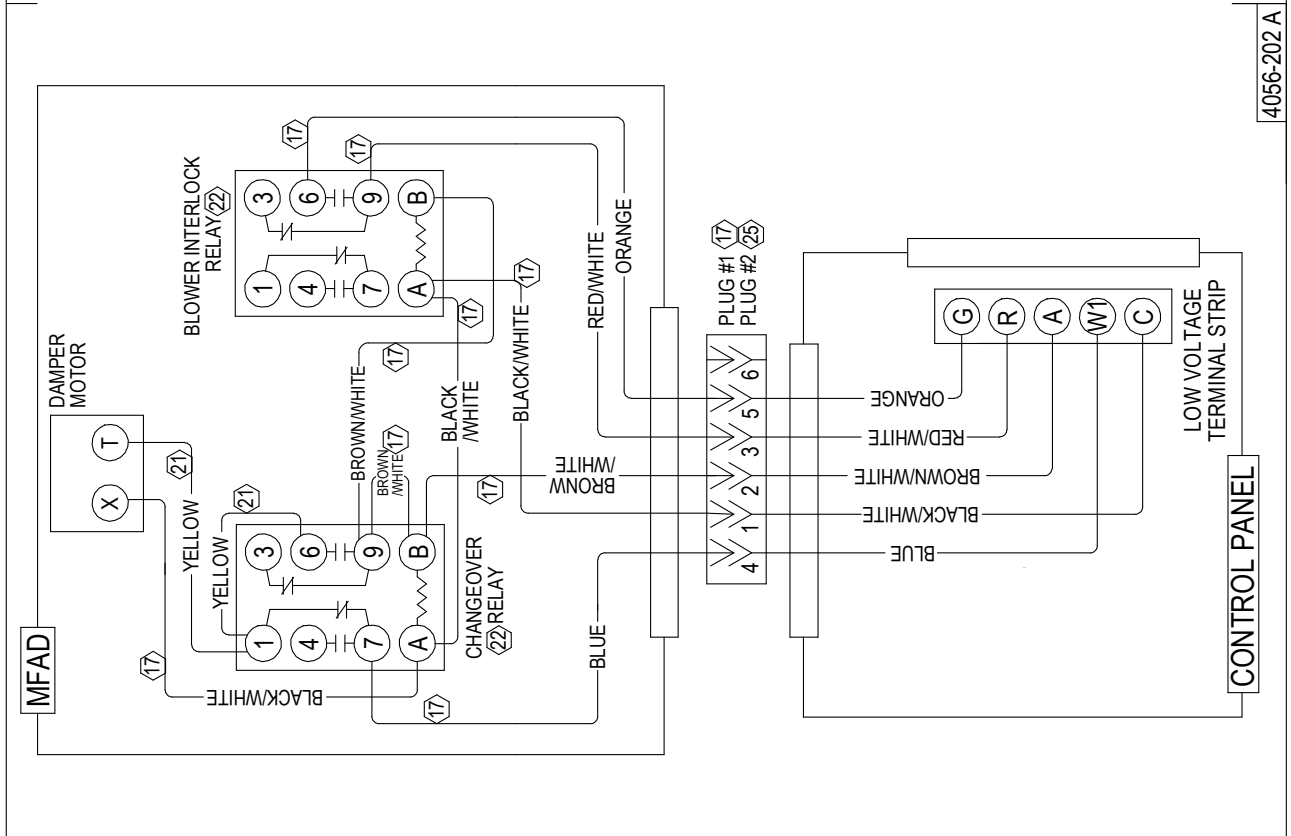 4056-202 A
MFAD
DAMPER
MOTOR
X
T
YELLOW
21
YELLOW
21
17
BLACK/WHITE
BLOWER INTERLOCK
RELAY 22
1
3
4
6
7
9
A
B
17
17
17
17
17
BROWN/WHITE
BLACK
/WHITE
BLACK/WHITE
RED/WHITE
ORANGE
1
3
4
6
7
9
A
B
CHANGEOVER
22 RELAY
BROWN
/WHITE 17
BRONW
/WHITE
17
BLUE
17
PLUG #1 17
PLUG #2 25
4
1
2
3
5
6
ORANGE
RED/WHITE
BROWN/WHITE
BLACK/WHITE
BLUE
G
R
A
W1
C
LOW VOLTAGE
TERMINAL STRIP
CONTROL PANEL